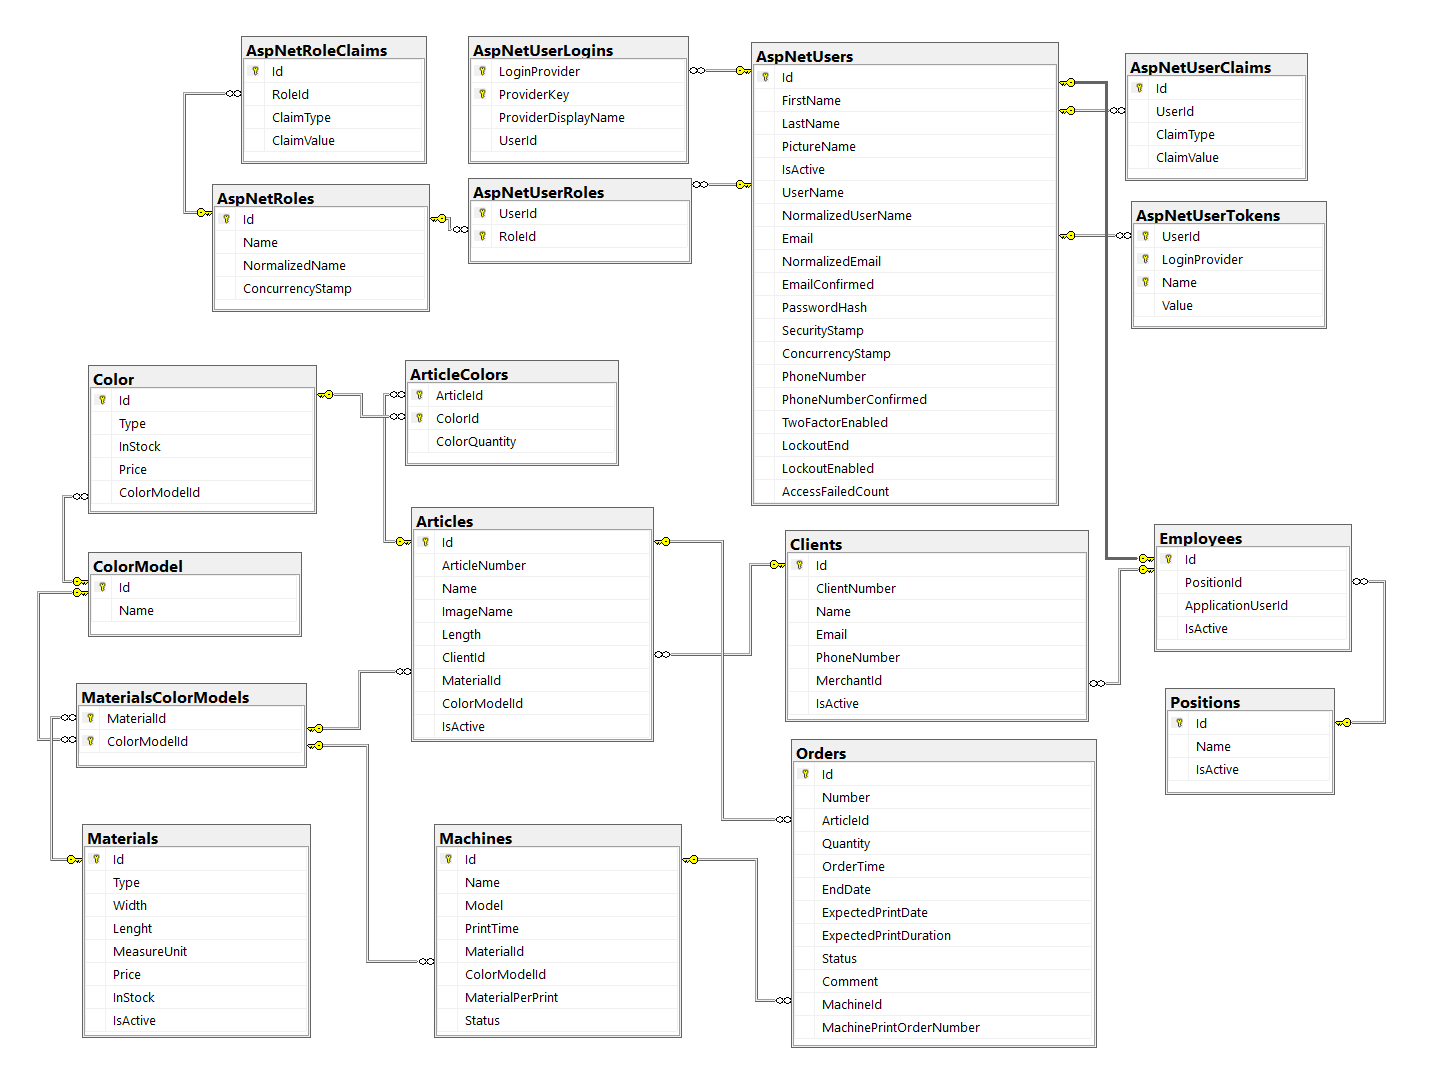 AspNetRoleClaims
Id
RoleId
ClaimType
ClaimValue
AspNetUserLogins
LoginProvider
ProviderKey
ProviderDisplayName
UserId
AspNetUsers
Id
FirstName
LastName
PictureName
IsActive
UserName
NormalizedUserName
Email
NormalizedEmail
EmailConfirmed
PasswordHash
SecurityStamp
ConcurrencyStamp
PhoneNumber
PhoneNumberConfirmed
TwoFactorEnabled
LockoutEnd
LockoutEnabled
AccessFailedCount
AspNetUserClaims
Id
UserId
ClaimType
ClaimValue
AspNetRoles
Id
Name
NormalizedName
ConcurrencyStamp
AspNetUserRoles
UserId
RoleId
AspNetUserTokens
UserId
LoginProvider
Name
Value
Color
Id
Type
InStock
Price
ColorModelId
ArticleColors
ArticleId
ColorId
ColorQuantity
ColorModel
Id
Name
Articles
Id
ArticleNumber
Name
ImageName
Length
ClientId
MaterialId
ColorModelId
IsActive
Clients
Id
ClientNumber
Name
Email
PhoneNumber
MerchantId
IsActive
Employees
Id
PositionId
ApplicationUserId
IsActive
MaterialsColorModels
MaterialId
ColorModelId
Positions
Id
Name
IsActive
Materials
Id
Type
Width
Lenght
MeasureUnit
Price
InStock
IsActive
Machines
Id
Name
Model
PrintTime
MaterialId
ColorModelId
MaterialPerPrint
Status
Orders
Id
Number
ArticleId
Quantity
OrderTime
EndDate
ExpectedPrintDate
ExpectedPrintDuration
Status
Comment
MachineId
MachinePrintOrderNumber